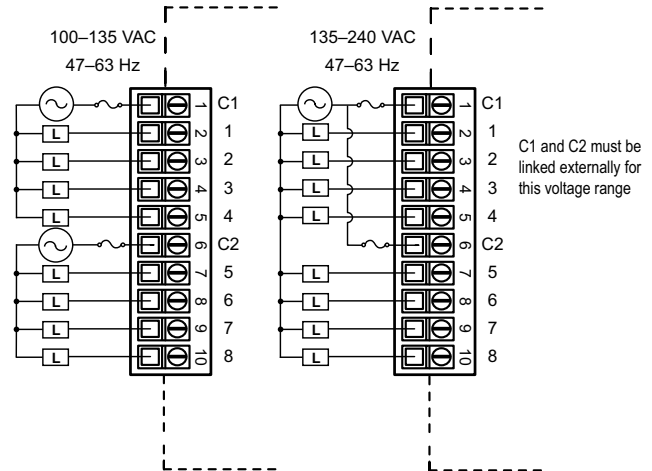 100–135 VAC
47–63 Hz
1 C1
L 2 1
L 3 2
L 4 3
L 5 4
6 C2
L 7 5
L 8 6
L 9 7
L 10 8
135–240 VAC
47–63 Hz
1 C1
L 2 1
L 3 2
L 4 3
L 5 4
6 C2
L 7 5
L 8 6
L 9 7
L 10 8
C1 and C2 must be
linked externally for
this voltage range